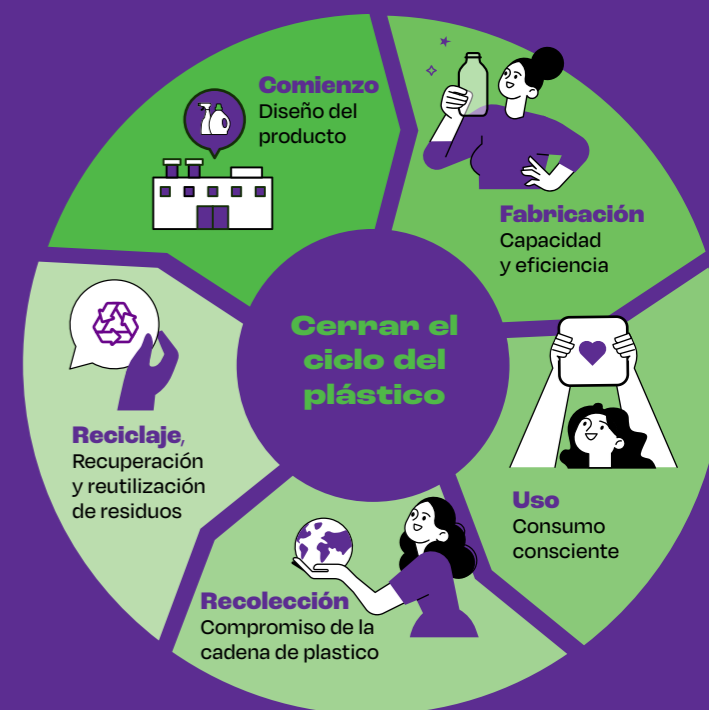 Comienzo
Diseño del
producto
Fabricación
Capacidad
y eficiencia
Cerrar el
ciclo del
plástico
Uso
Consumo
consciente
Recolección
Compromiso de la
cadena de plastico
Reciclaje,
Recuperación
y reutilización
de residuos